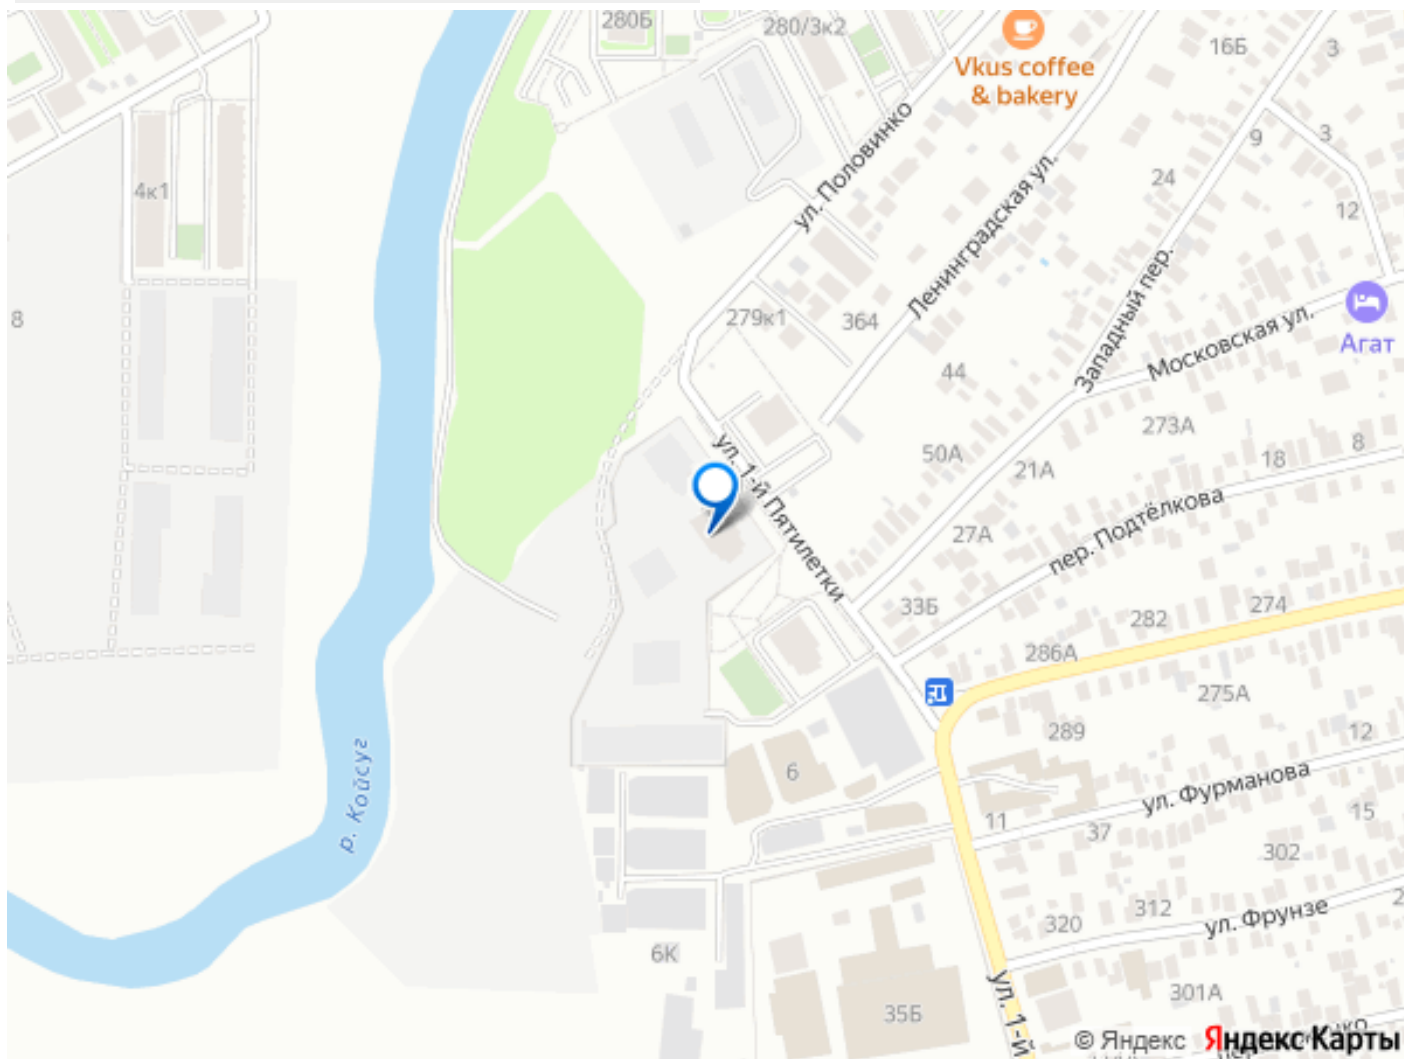 280Б
280/3к2
Vkus coffee
& bakery
16Б
3
ул. Половинко
Ленинградская ул.
9
3
24
12
4к1
Западный пер.
8
279к1
364
Московская ул.
Агат
44
273А
ул. 1-й Пятилетки
50А
21А
18
8
27А
пер. Подтёлкова
33Б
282
274
286А
275А
289
12
р. Койсуг
6
ул. Фурманова
11
37
15
302
320
312
ул. Фрунзе
6К
301А
35Б
ул. 1-й
© Яндекс Яндекс Карты